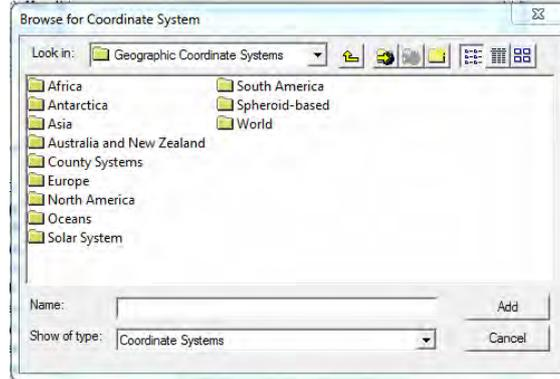 Browse for Coordinate System
Look in: Geographic Coordinate Systems
Africa
Antarctica
Asia
Australia and New Zealand
County Systems
Europe
North America
Oceans
Solar System
South America
Spheroid-based
World
Name: Add
Show of type: Coordinate Systems Cancel